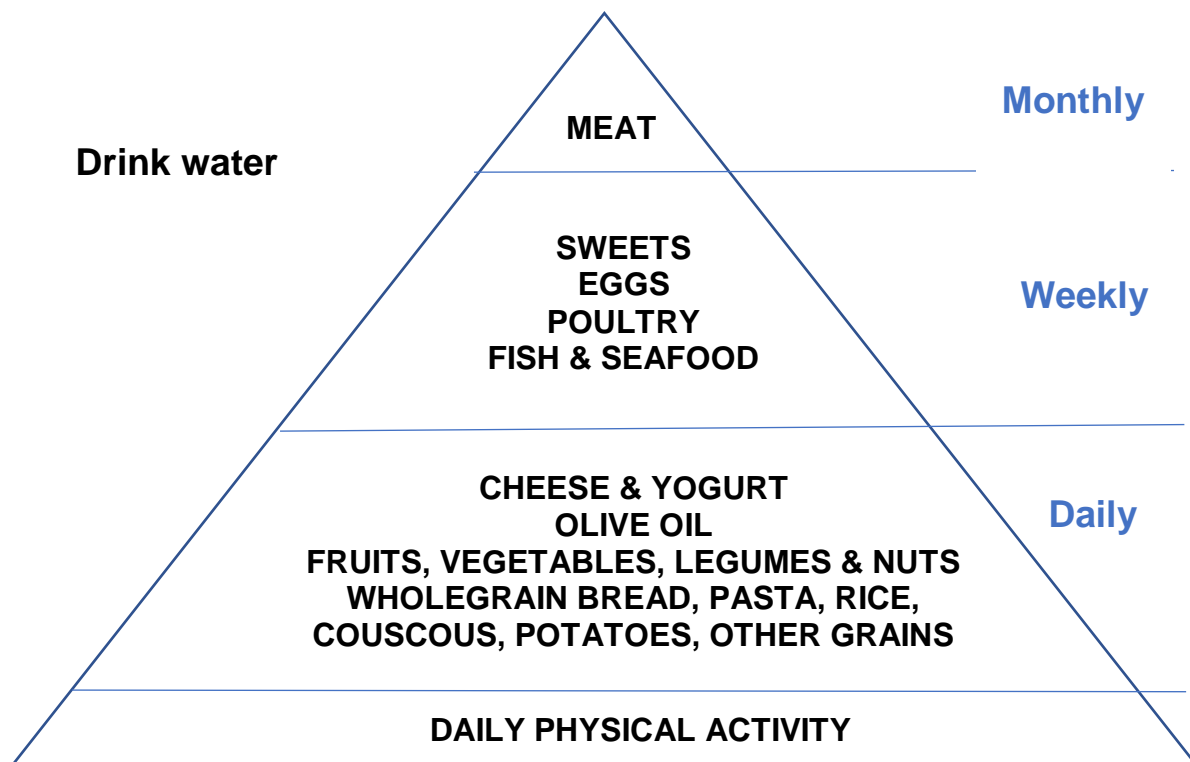 Monthly
MEAT
Drink water
SWEETS
EGGS
Weekly
POULTRY
FISH & SEAFOOD
CHEESE & YOGURT
Daily
OLIVE OIL
FRUITS, VEGETABLES, LEGUMES & NUTS
WHOLEGRAIN BREAD, PASTA, RICE,
COUSCOUS, POTATOES, OTHER GRAINS
DAILY PHYSICAL ACTIVITY